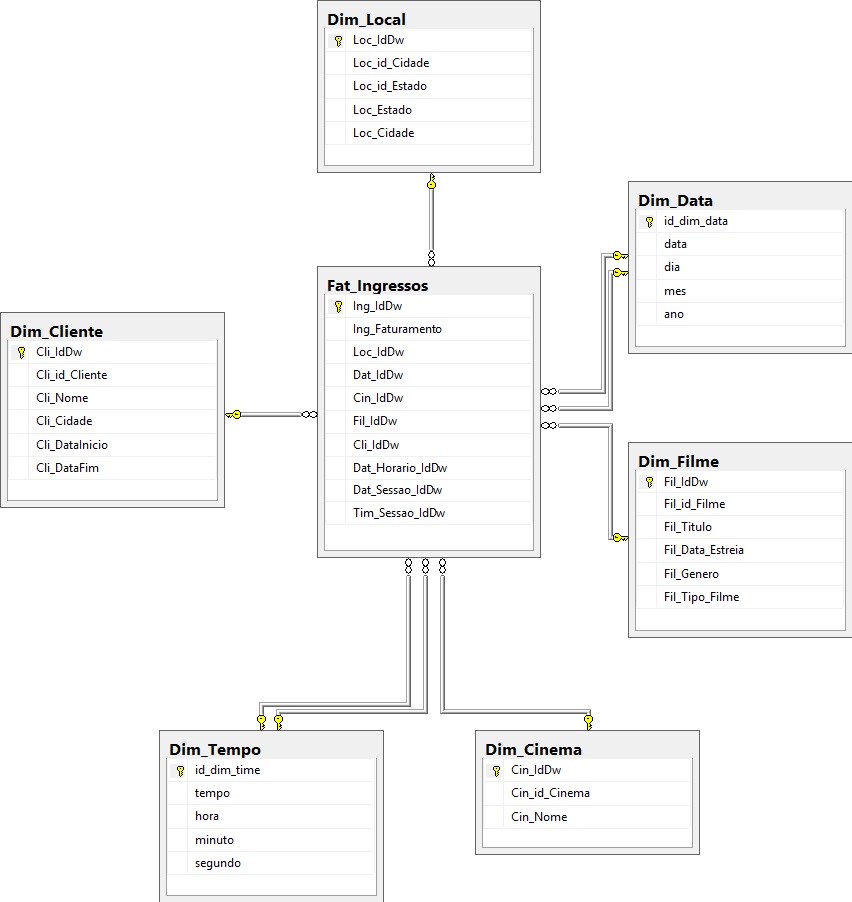 Dim_Local
Loc_IdDw
Loc_id_Cidade
Loc_id_Estado
Loc_Estado
Loc_Cidade
Dim_Data
id_dim_data
data
dia
mes
ano
Fat_Ingressos
Ing_IdDw
Ing_Faturamento
Loc_IdDw
Dat_IdDw
Cin_IdDw
Fil_IdDw
Cli_IdDw
Dat_Horario_IdDw
Dat_Sessao_IdDw
Tim_Sessao_IdDw
Dim_Cliente
Cli_IdDw
Cli_id_Cliente
Cli_Nome
Cli_Cidade
Cli_DataInicio
Cli_DataFim
Dim_Filme
Fil_IdDw
Fil_id_Filme
Fil_Titulo
Fil_Data_Estreia
Fil_Genero
Fil_Tipo_Filme
Dim_Tempo
id_dim_time
tempo
hora
minuto
segundo
Dim_Cinema
Cin_IdDw
Cin_id_Cinema
Cin_Nome